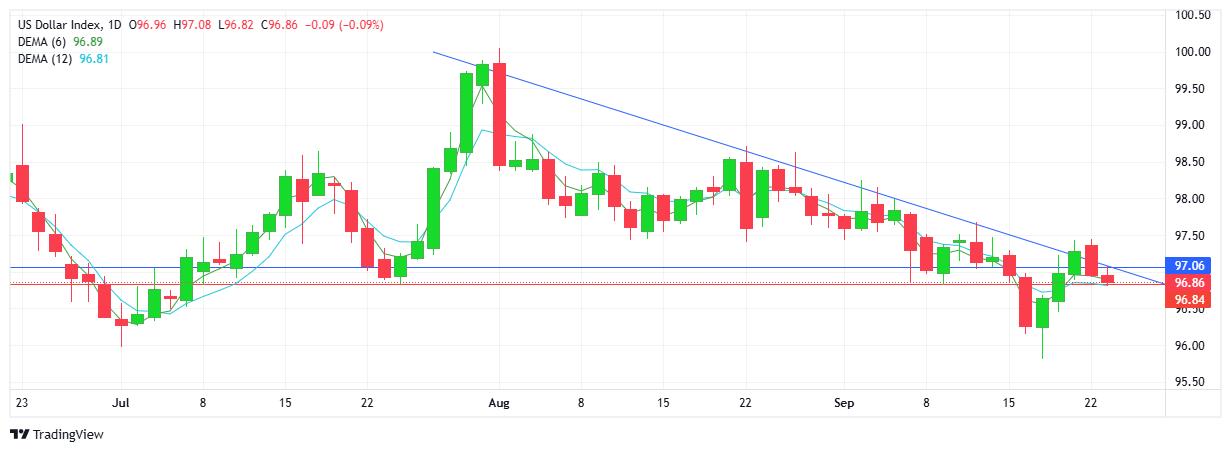 US Dollar Index, 1D O96.96 H97.08 L96.82 C96.86 −0.09 (−0.09%)
DEMA (6) 96.89
DEMA (12) 96.81
100.50
100.00
99.50
99.00
98.50
98.00
97.50
97.06
96.86
96.84
96.50
96.00
95.50
23 Jul 8 15 22 Aug 8 15 22 Sep 8 15 22
TradingView